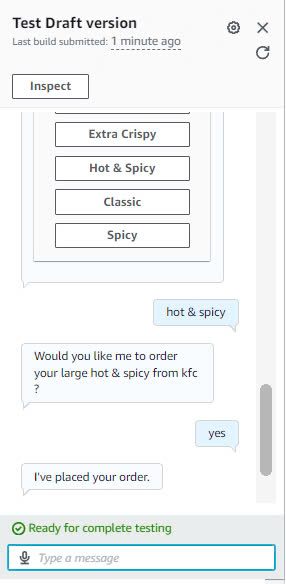 Test Draft version
Last build submitted: 1 minute ago
Inspect
Extra Crispy
Hot & Spicy
Classic
Spicy
hot & spicy
Would you like me to order
your large hot & spicy from kfc
?
yes
I've placed your order.
Ready for complete testing
Type a message